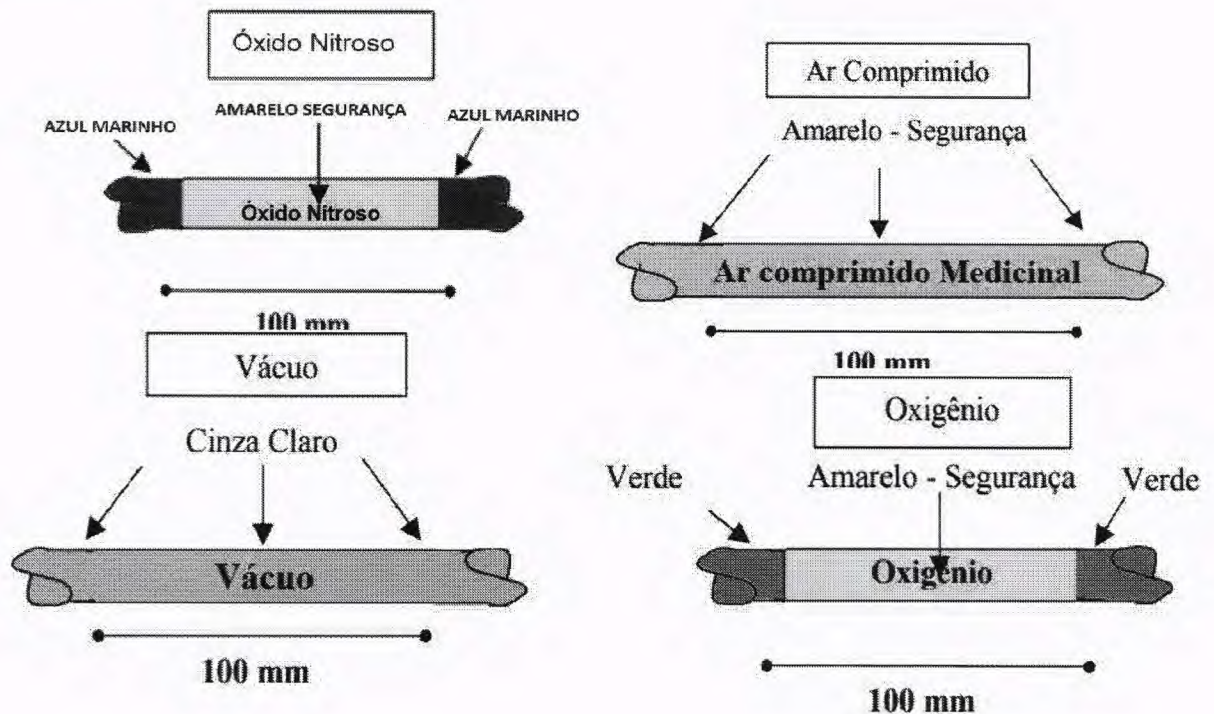 Óxido Nitroso
AMARELO SEGURANÇA
AZUL MARINHO
AZUL MARINHO
Óxido Nitroso
100 mm
Ar Comprimido
Amarelo - Segurança
Ar comprimido Medicinal
100 mm
Vácuo
Cinza Claro
Vácuo
100 mm
Oxigênio
Verde
Amarelo - Segurança
Verde
Oxigênio
100 mm